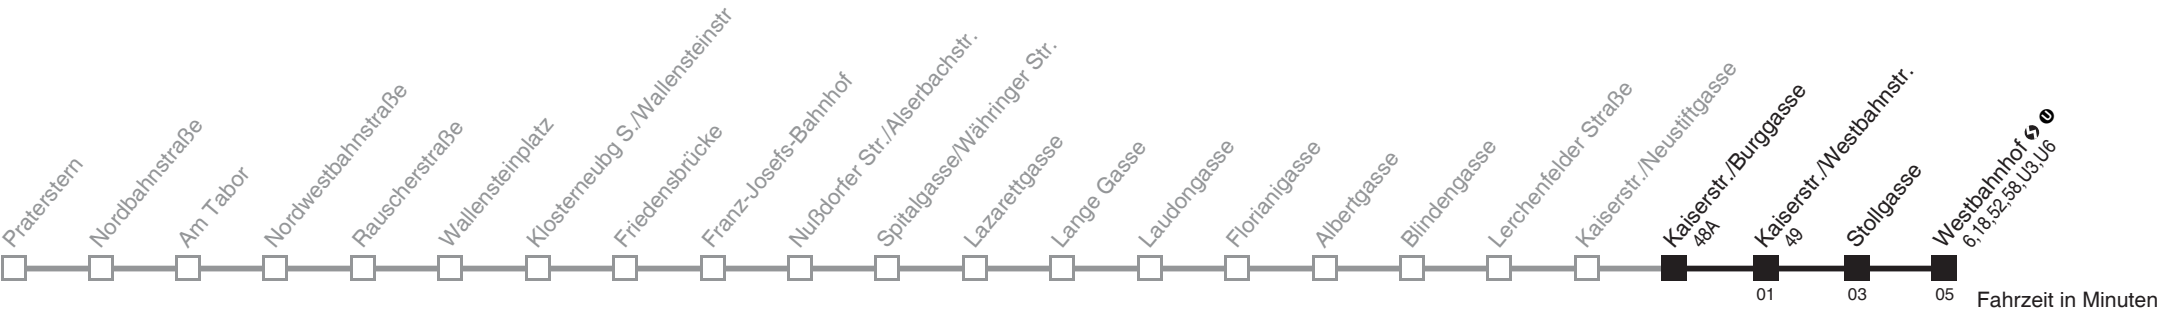 Praterstern
Nordbahnstraße
Am Tabor
Nordwestbahnstraße
Rauscherstraße
Wallensteinplatz
Klosterneubg S./Wallensteinstr
Friedensbrücke
Franz-Josefs-Bahnhof
Nußdorfer Str./Alserbachstr.
Spitalgasse/Währinger Str.
Lazarettgasse
Lange Gasse
Laudongasse
Florianigasse
Albertgasse
Blindengasse
Lerchenfelder Straße
Kaiserstr./Neustiftgasse
Kaiserstr./Burggasse
48A
Kaiserstr./Westbahnstr.
49
Stollgasse
Westbahnhof S U
6,18,52,58,U3,U6
01
03
05
Fahrzeit in Minuten